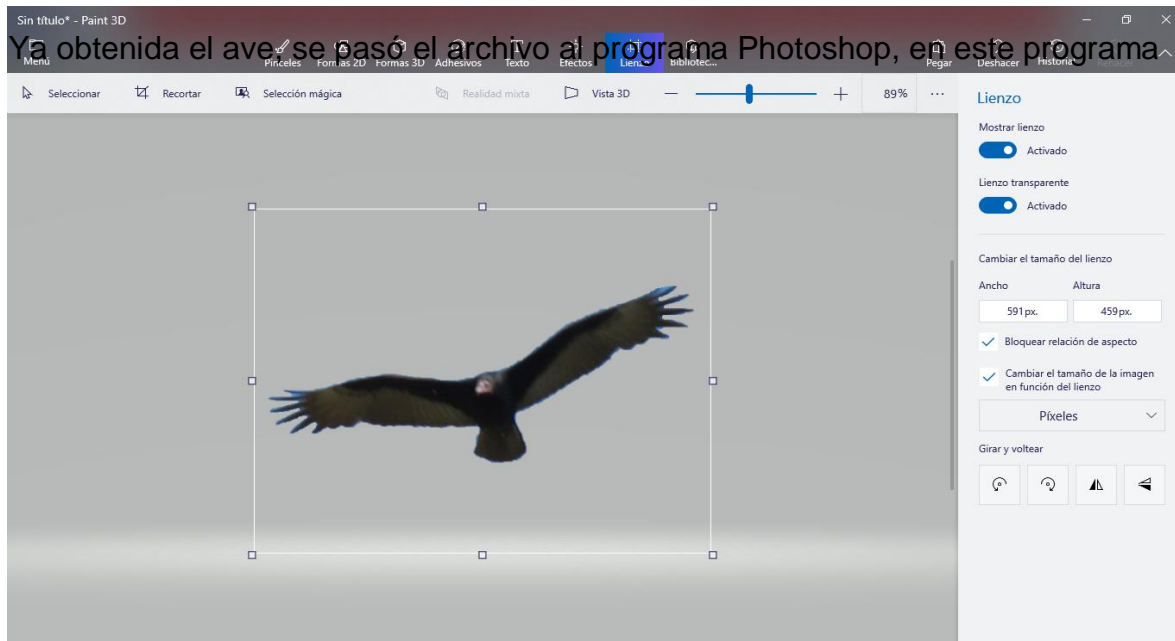 Sin título* - Paint 3D
Ya obtenida el ave, se pasó el archivo al programa Photoshop, en este programa
Menú Pinceles Formas 2D Formas 3D Adhesivos Texto Efectos Lienzo Bibliotec... Pegar Deshacer Historial Rehacer
Seleccionar Recortar Selección mágica Realidad mixta Vista 3D 89% ...
Lienzo
Mostrar lienzo
Activado
Lienzo transparente
Activado
Cambiar el tamaño del lienzo
Ancho Altura
591 px. 459 px.
Bloquear relación de aspecto
Cambiar el tamaño de la imagen
en función del lienzo
Píxeles
Girar y voltear